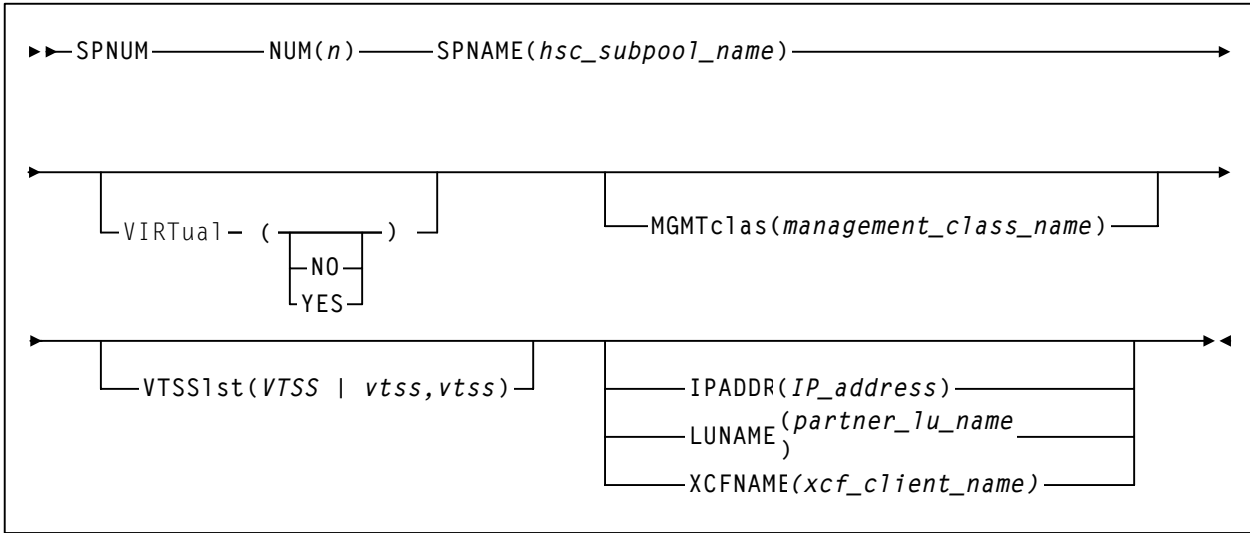 SPNUM NUM(n) SPNAME(hsc_subpool_name)
VIRTual ( )
NO
YES
MGMTclas(management_class_name)
VTSSlst(VTSS | vtss,vtss)
IPADDR(IP_address)
LUNAME(partner_lu_name
)
XCFNAME(xcf_client_name)